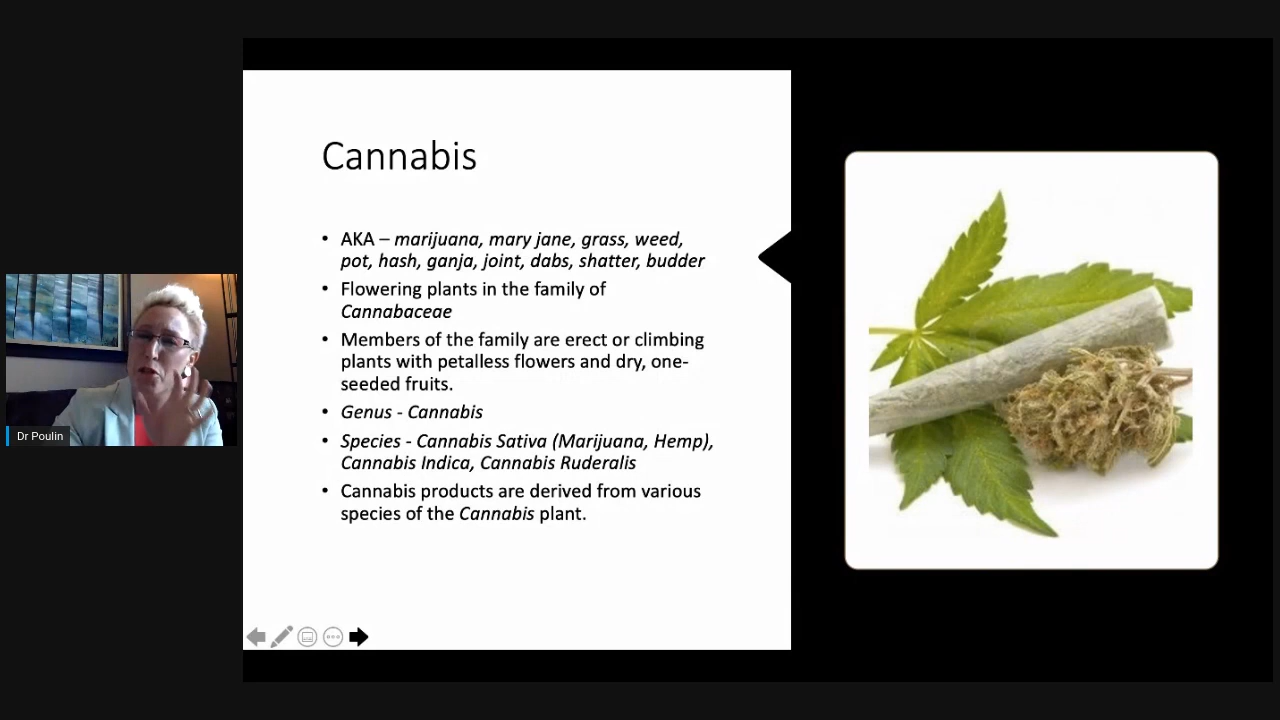 Cannabis
• AKA – marijuana, mary jane, grass, weed,
pot, hash, ganja, joint, dabs, shatter, budder
• Flowering plants in the family of
Cannabaceae
• Members of the family are erect or climbing
plants with petalless flowers and dry, one-
seeded fruits.
• Genus - Cannabis
• Species - Cannabis Sativa (Marijuana, Hemp),
Cannabis Indica, Cannabis Ruderalis
• Cannabis products are derived from various
species of the Cannabis plant.
Dr Poulin